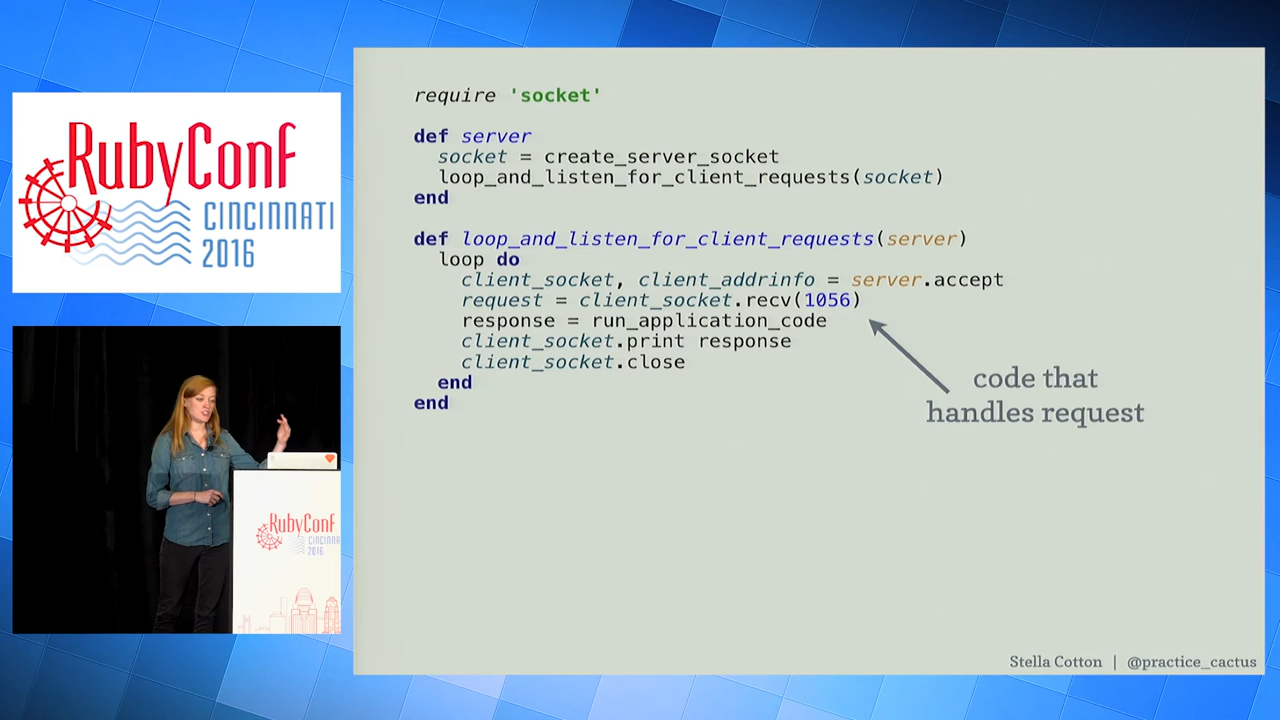 RubyConf
CINCINNATI
2016
RubyConf
CINCINNATI
2016
require 'socket'
def server
  socket = create_server_socket
  loop_and_listen_for_client_requests(socket)
end
def loop_and_listen_for_client_requests(server)
  loop do
    client_socket, client_addrinfo = server.accept
    request = client_socket.recv(1056)
    response = run_application_code
    client_socket.print response
    client_socket.close
  end
end
code that
handles request
Stella Cotton | @practice_cactus